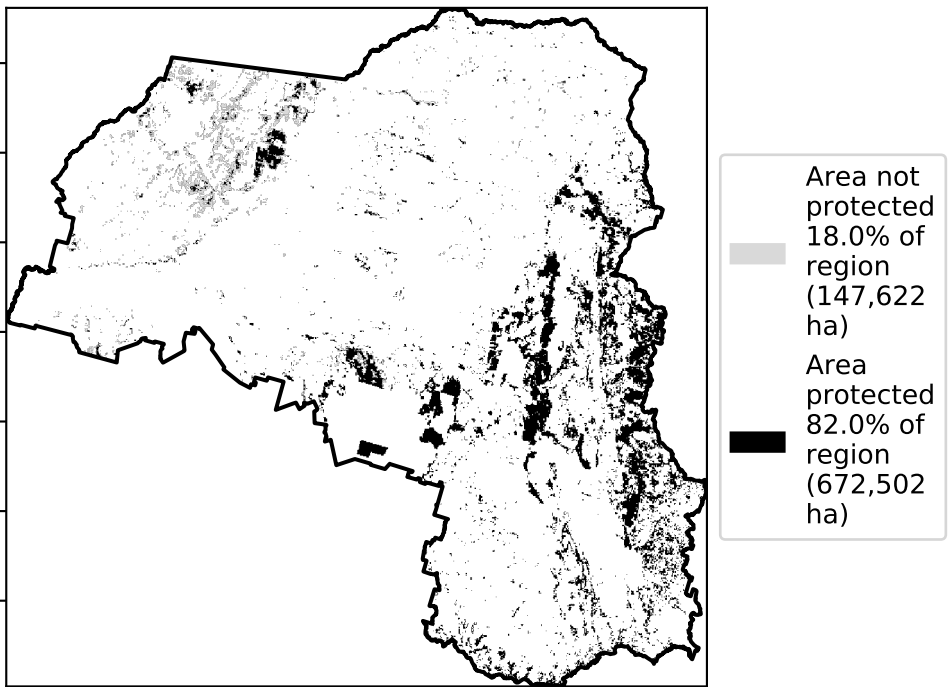 Area not
protected
18.0% of
region
(147,622
ha)
Area
protected
82.0% of
region
(672,502
ha)